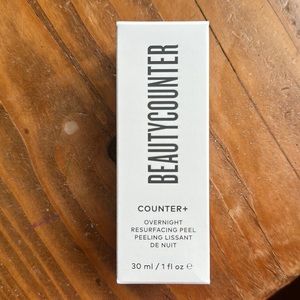 BEAUTYCOUNTER
COUNTER+
OVERNIGHT
RESURFACING PEEL
PEELING LISSANT
DE NUIT
30 ml / 1 fl oz ℮